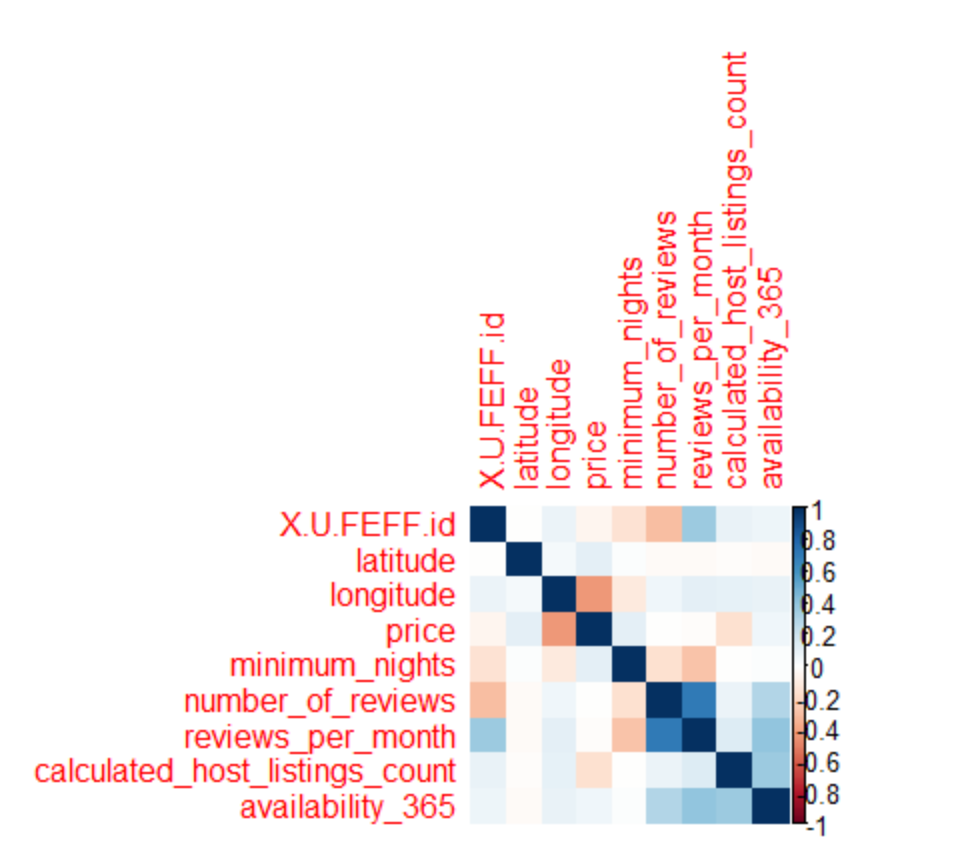 X.U.FEFF.id
latitude
longitude
price
minimum_nights
number_of_reviews
reviews_per_month
calculated_host_listings_count
availability_365
X.U.FEFF.id
latitude
longitude
price
minimum_nights
number_of_reviews
reviews_per_month
calculated_host_listings_count
availability_365
1
0.8
0.6
0.4
0.2
0
-0.2
-0.4
-0.6
-0.8
-1